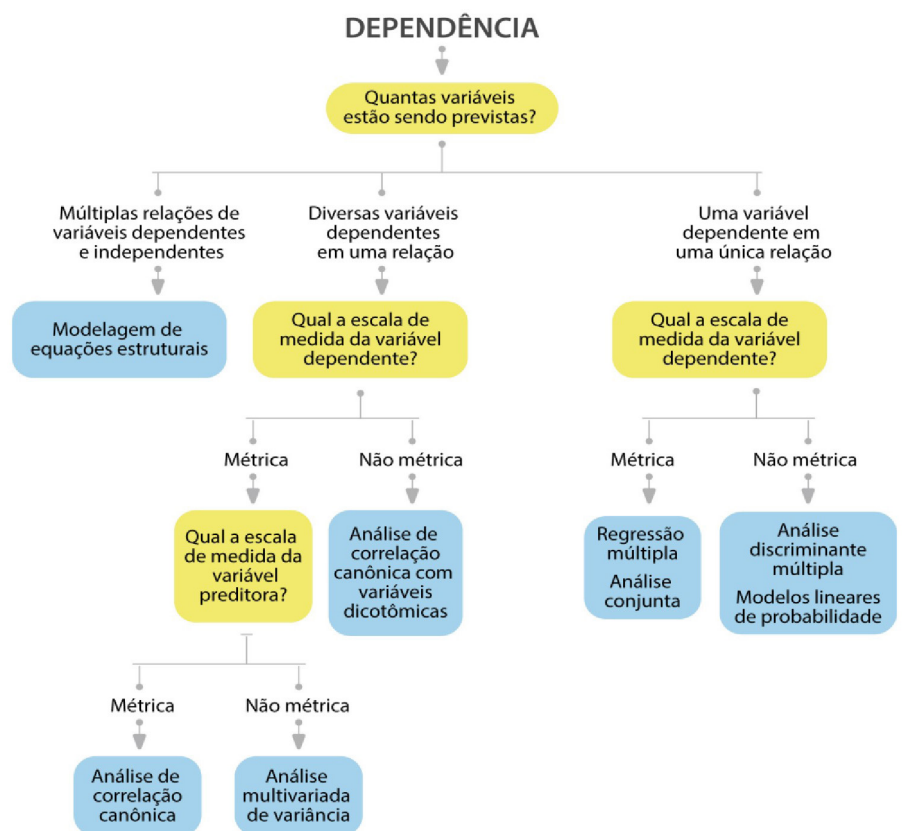 DEPENDÊNCIA
Quantas variáveis
estão sendo previstas?
Múltiplas relações de
variáveis dependentes
e independentes
Diversas variáveis
dependentes
em uma relação
Uma variável
dependente em
uma única relação
Modelagem de
equações estruturais
Qual a escala de
medida da variável
dependente?
Qual a escala de
medida da variável
dependente?
Métrica
Não métrica
Métrica
Não métrica
Qual a escala
de medida da
variável
preditora?
Análise de
correlação
canônica com
variáveis
dicotômicas
Regressão
múltipla
Análise
conjunta
Análise
discriminante
múltipla
Modelos lineares
de probabilidade
Métrica
Não métrica
Análise de
correlação
canônica
Análise
multivariada
de variância